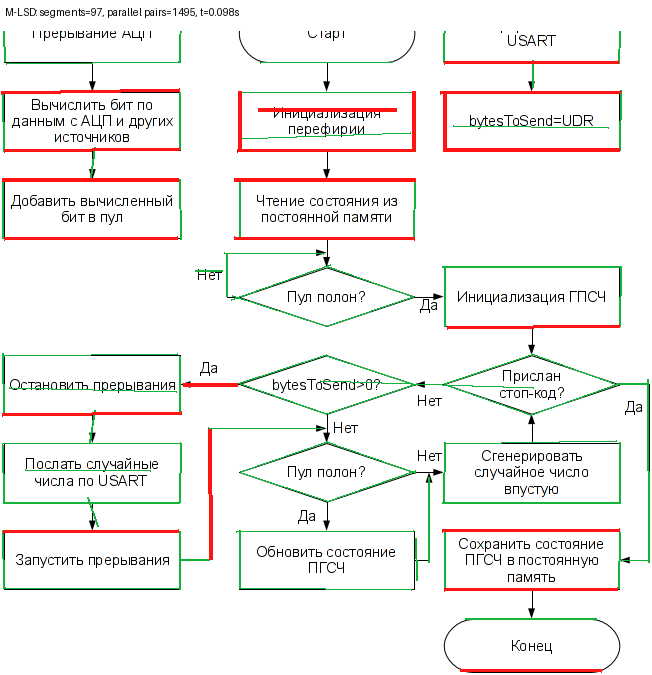 M-LSD: segments=97, parallel pairs=1495, t=0.098s
Прерывание АЦП
Старт
USART
Вычислить бит по
данным с АЦП и других
источников
Инициализация
перефирии
bytesToSend=UDR
Добавить вычисленный
бит в пул
Чтение состояния из
постоянной памяти
Нет
Пул полон?
Да
Инициализация ГПСЧ
Остановить прерывания
Да
bytesToSend>0?
Нет
Прислан
стоп-код?
Да
Нет
Послать случайные
числа по USART
Пул полон?
Нет
Сгенерировать
случайное число
впустую
Да
Запустить прерывания
Обновить состояние
ПГСЧ
Сохранить состояние
ПГСЧ в постоянную
память
Конец